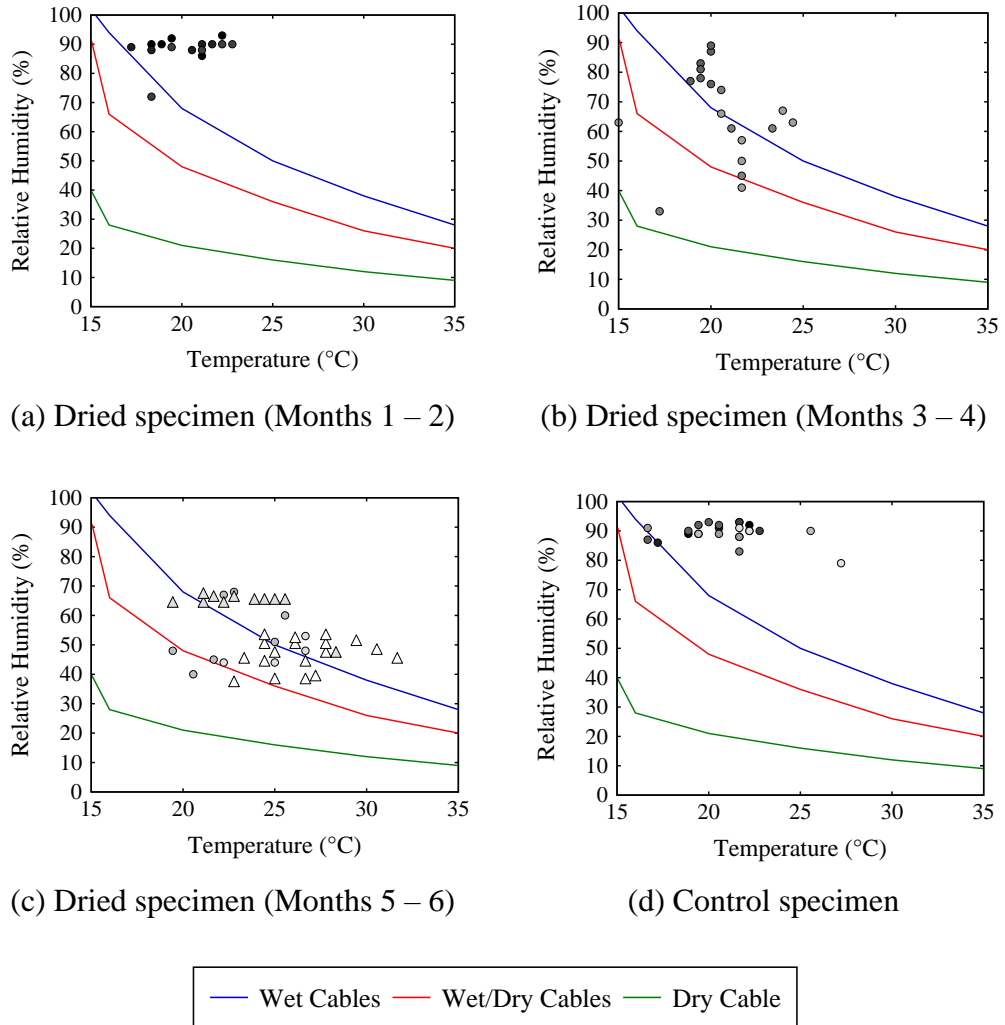 100
90
80
70
60
50
40
30
20
10
0
Relative Humidity (%)
15 20 25 30 35
Temperature (°C)
(a) Dried specimen (Months 1 – 2)
100
90
80
70
60
50
40
30
20
10
0
Relative Humidity (%)
15 20 25 30 35
Temperature (°C)
(b) Dried specimen (Months 3 – 4)
100
90
80
70
60
50
40
30
20
10
0
Relative Humidity (%)
15 20 25 30 35
Temperature (°C)
(c) Dried specimen (Months 5 – 6)
100
90
80
70
60
50
40
30
20
10
0
Relative Humidity (%)
15 20 25 30 35
Temperature (°C)
(d) Control specimen
Wet Cables Wet/Dry Cables Dry Cable